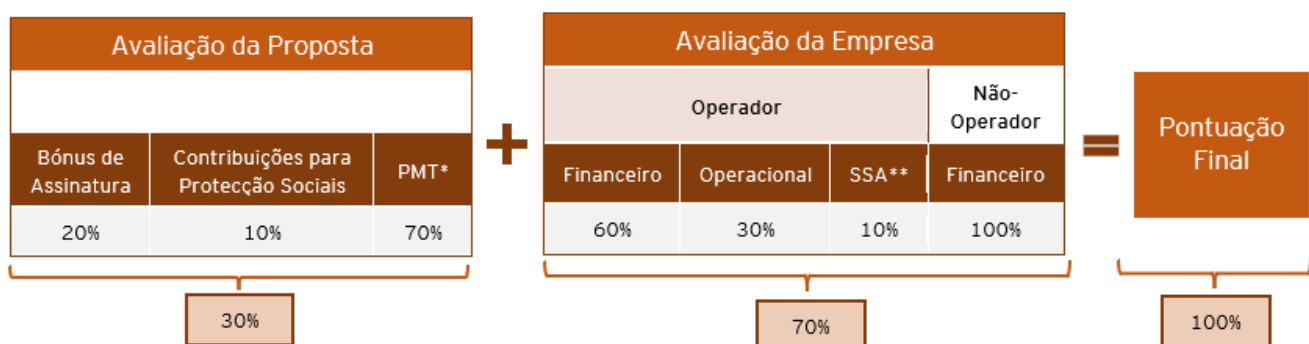 Avaliação da Proposta
Bónus de
Assinatura
Contribuições para
Protecção Sociais
PMT*
20%
10%
70%
30%
+
Avaliação da Empresa
Operador
Não-
Operador
Financeiro
Operacional
SSA**
Financeiro
60%
30%
10%
100%
70%
=
Pontuação
Final
100%